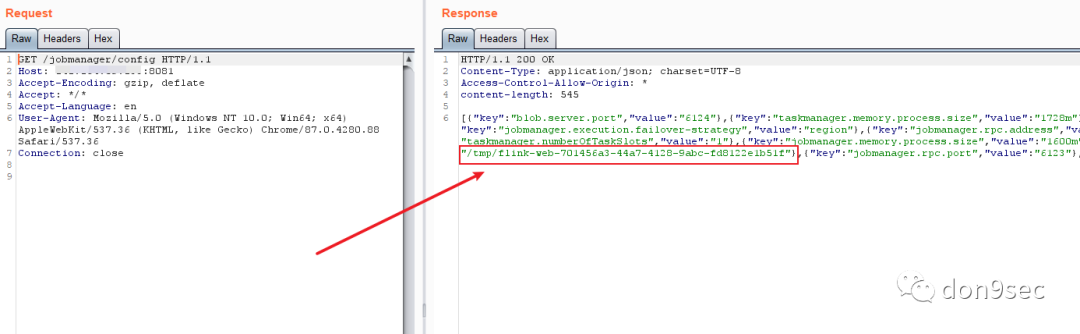 Request
Raw
Headers
Hex
1 GET /jobmanager/config HTTP/1.1
2 Host: :8081
3 Accept-Encoding: gzip, deflate
4 Accept: */*
5 Accept-Language: en
6 User-Agent: Mozilla/5.0 (Windows NT 10.0; Win64; x64)
AppleWebKit/537.36 (KHTML, like Gecko) Chrome/87.0.4280.88
Safari/537.36
7 Connection: close
8
9
Response
Raw
Headers
Hex
1 HTTP/1.1 200 OK
2 Content-Type: application/json; charset=UTF-8
3 Access-Control-Allow-Origin: *
4 content-length: 545
5
6 [{"key":"blob.server.port","value":"6124"},{"key":"taskmanager.memory.process.size","value":"1728m"}
"key":"jobmanager.execution.failover-strategy","value":"region"},{"key":"jobmanager.rpc.address","va
"taskmanager.numberOfTaskSlots","value":"1"},{"key":"jobmanager.memory.process.size","value":"1600m"
"/tmp/flink-web-701456a3-44a7-4128-9abc-fd8122e1b51f"},{"key":"jobmanager.rpc.port","value":"6123"},
don9sec